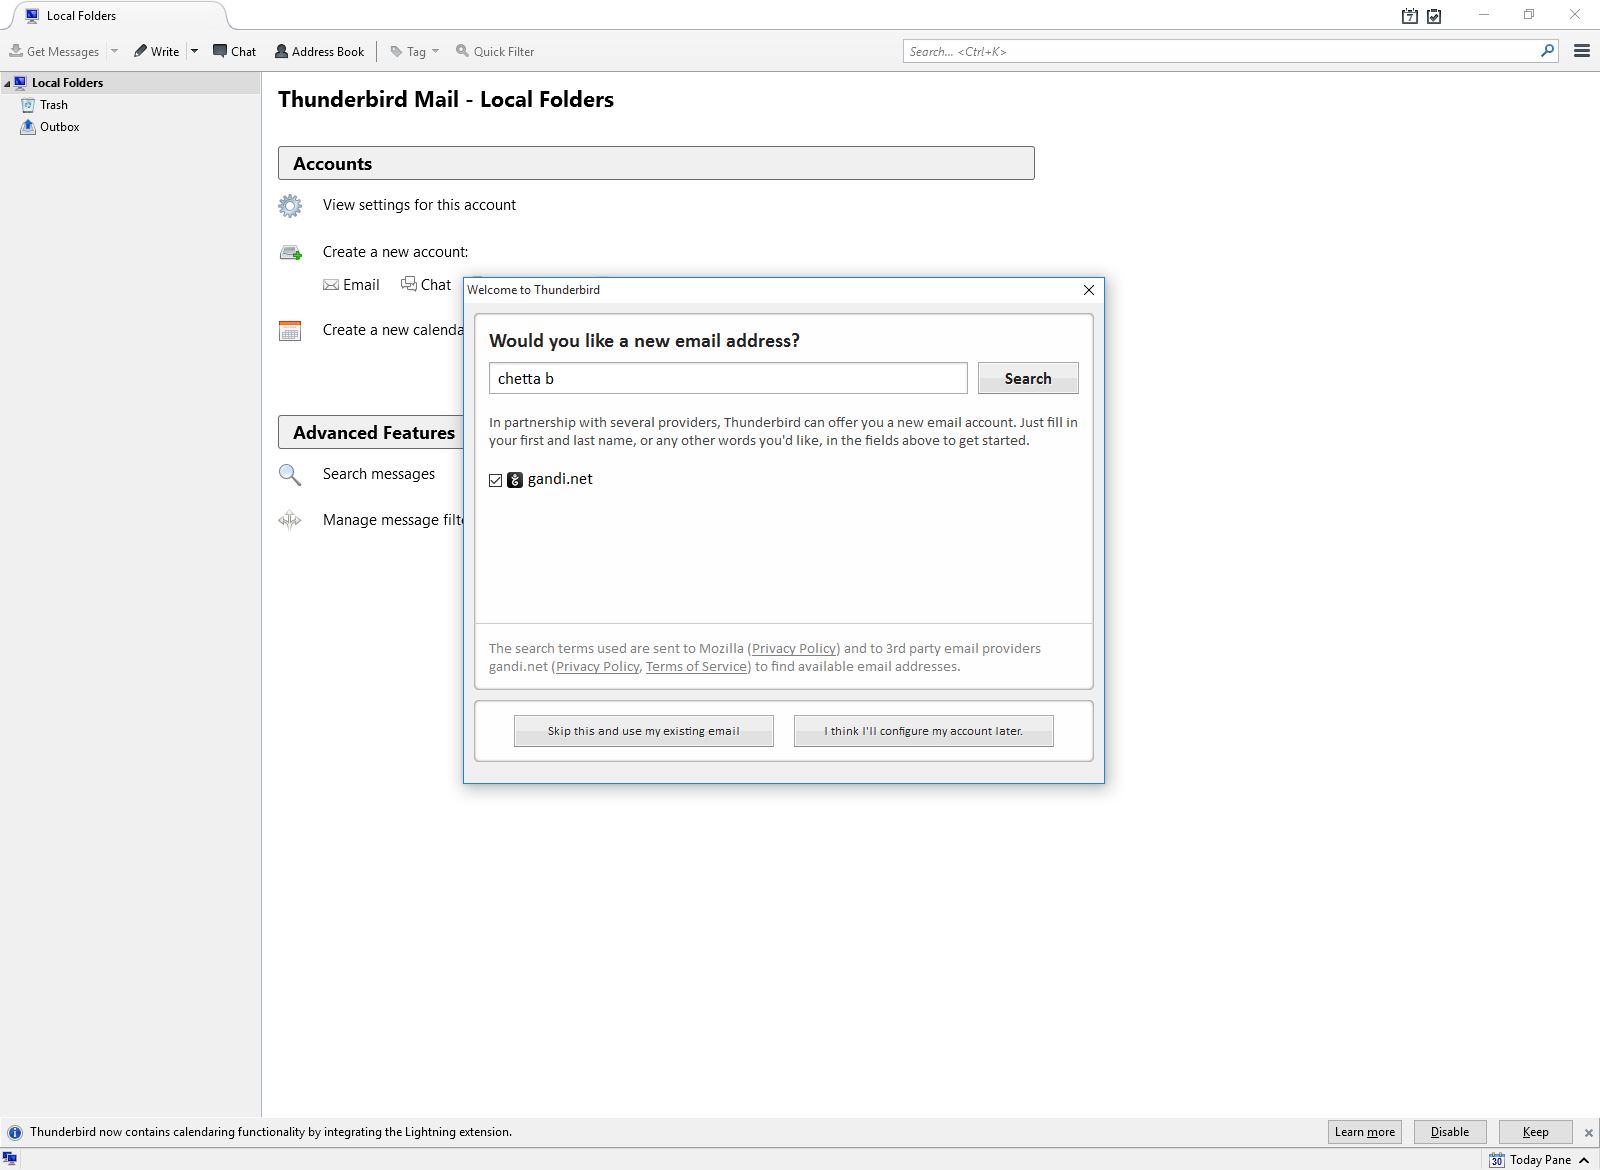 Local Folders
Get Messages
Write
Chat
Address Book
Tag
Quick Filter
Search... <Ctrl+K>
Local Folders
Trash
Outbox
Thunderbird Mail - Local Folders
Accounts
View settings for this account
Create a new account:
Email
Chat
Create a new calenda
Advanced Features
Search messages
Manage message filte
Welcome to Thunderbird
Would you like a new email address?
chetta b
Search
In partnership with several providers, Thunderbird can offer you a new email account. Just fill in
your first and last name, or any other words you'd like, in the fields above to get started.
gandi.net
The search terms used are sent to Mozilla (Privacy Policy) and to 3rd party email providers
gandi.net (Privacy Policy, Terms of Service) to find available email addresses.
Skip this and use my existing email
I think I'll configure my account later.
Thunderbird now contains calendaring functionality by integrating the Lightning extension.
Learn more
Disable
Keep
30
Today Pane